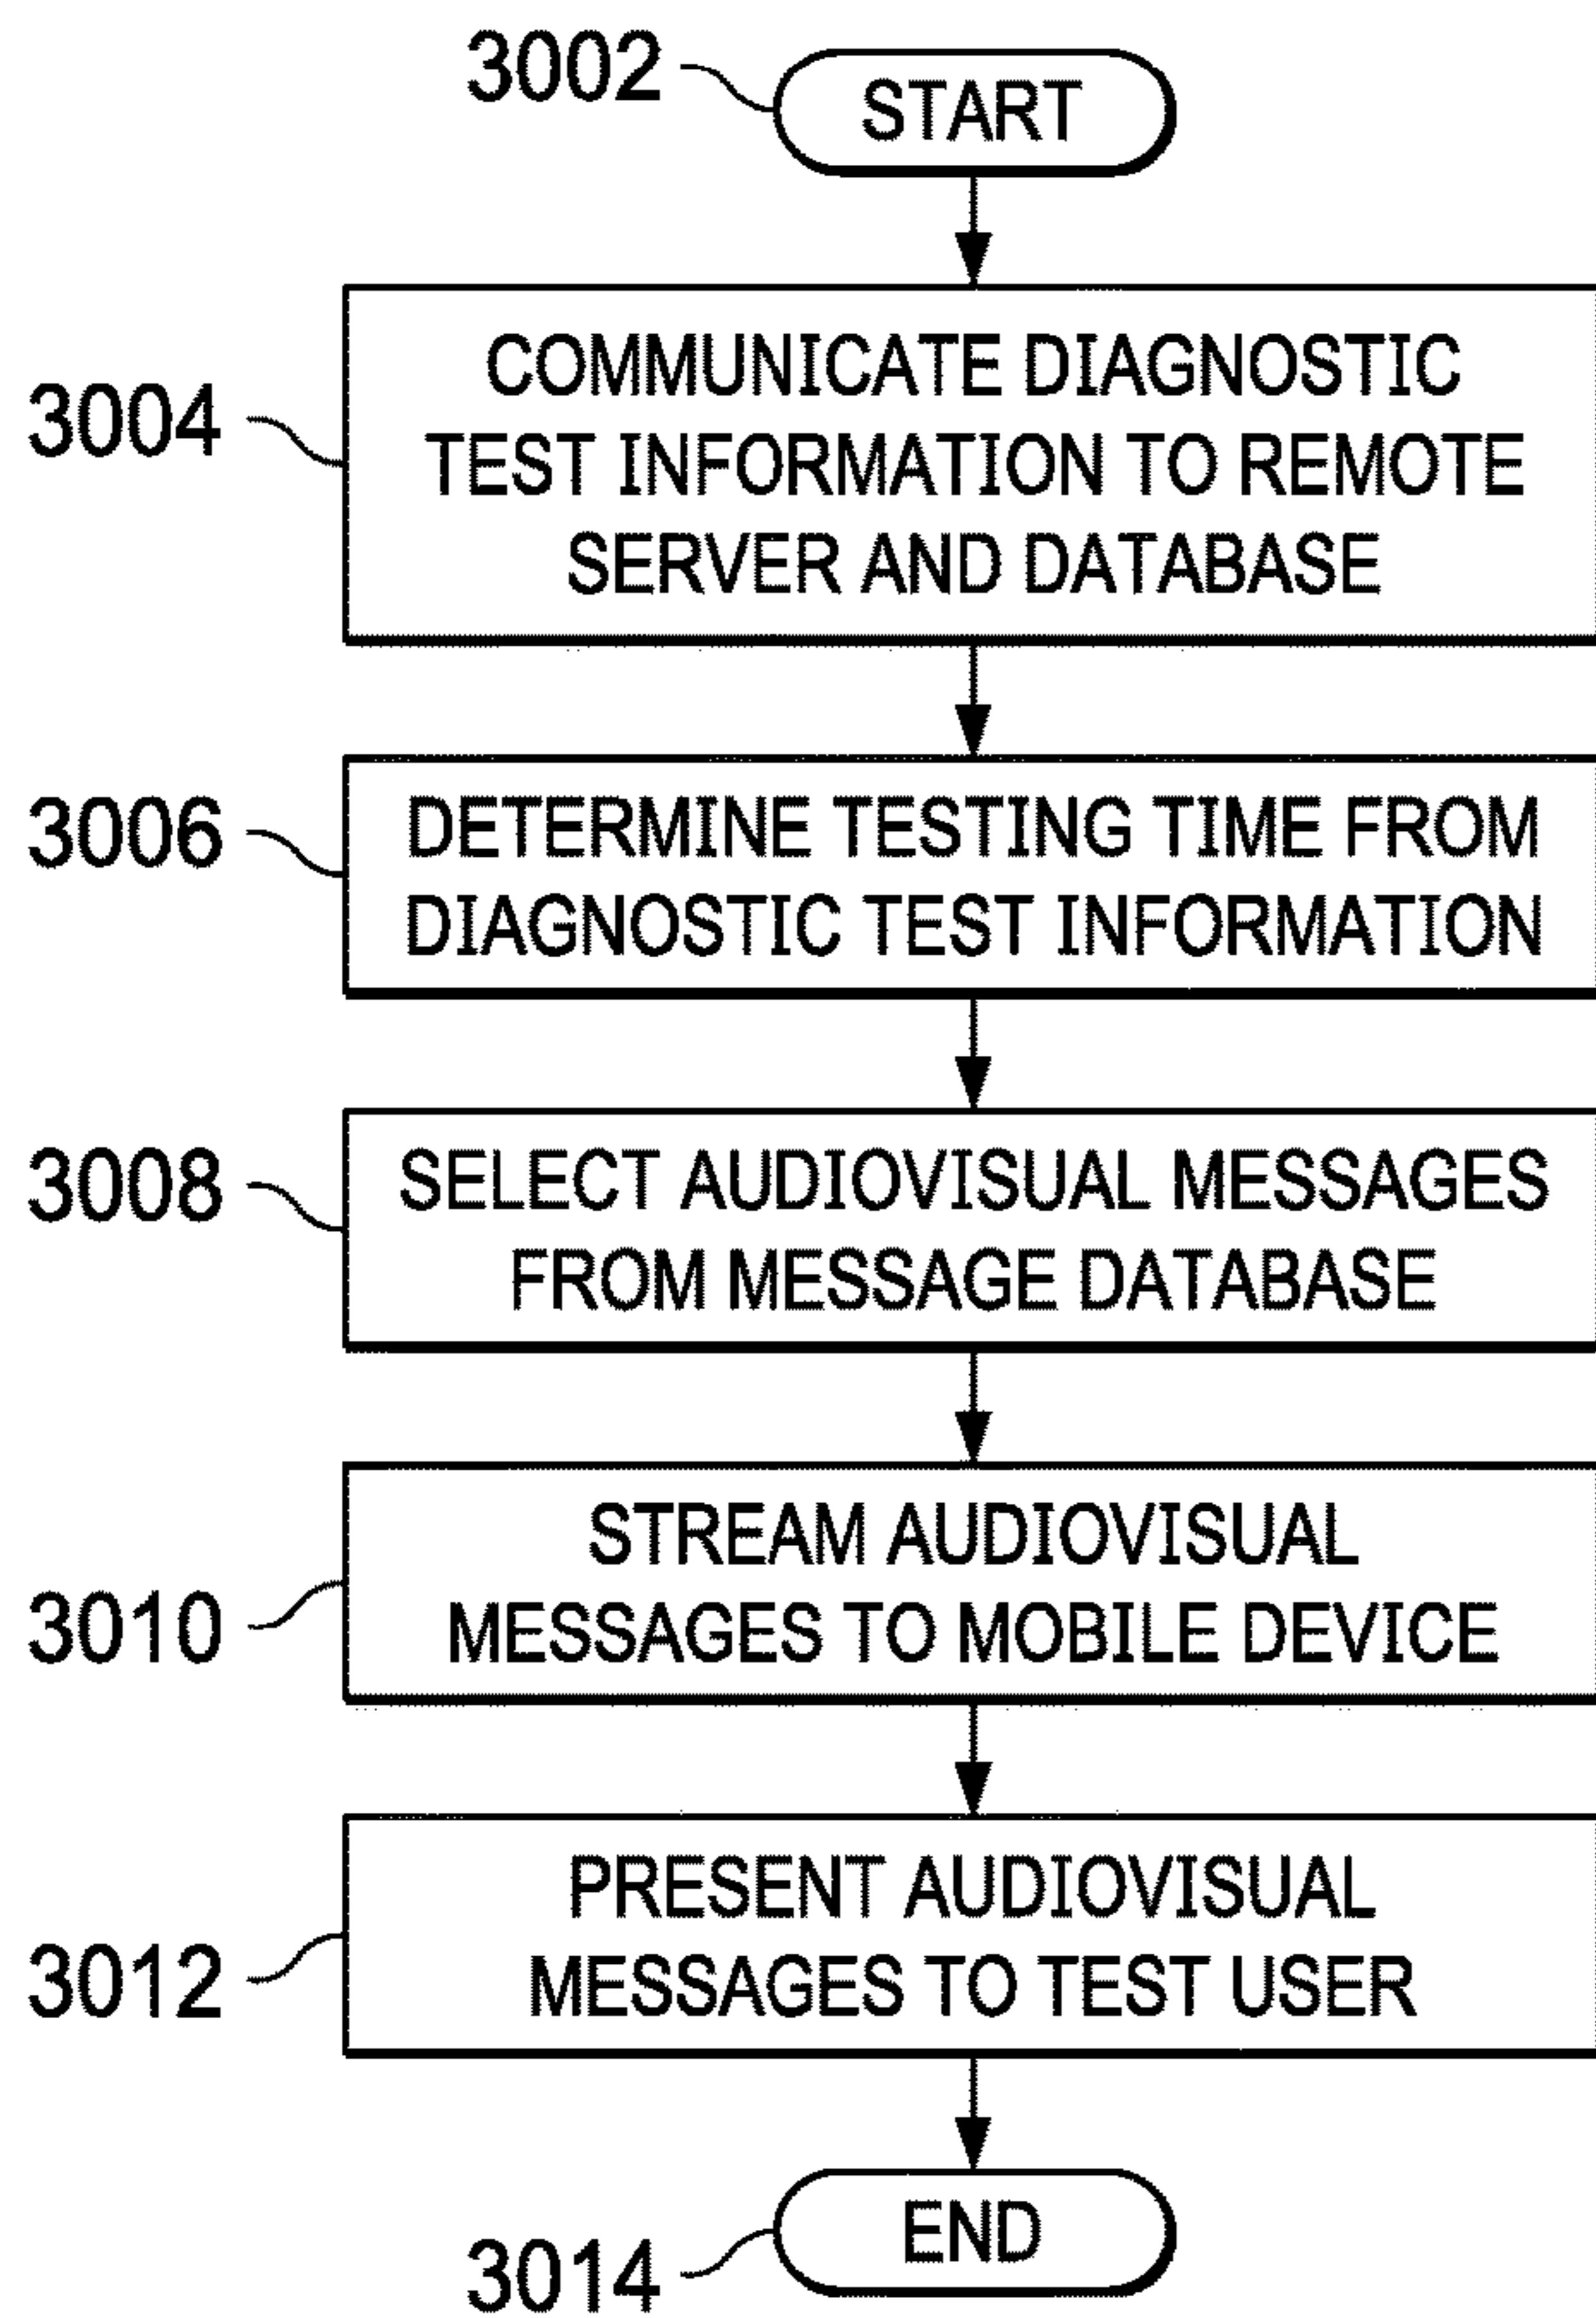 3002
START
3004
COMMUNICATE DIAGNOSTIC
TEST INFORMATION TO REMOTE
SERVER AND DATABASE
3006
DETERMINE TESTING TIME FROM
DIAGNOSTIC TEST INFORMATION
3008
SELECT AUDIOVISUAL MESSAGES
FROM MESSAGE DATABASE
3010
STREAM AUDIOVISUAL
MESSAGES TO MOBILE DEVICE
3012
PRESENT AUDIOVISUAL
MESSAGES TO TEST USER
3014
END